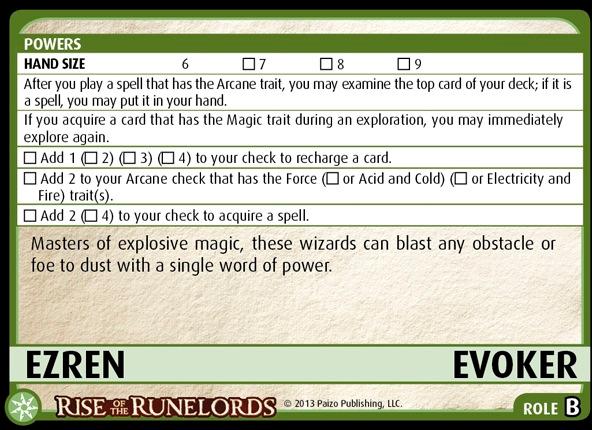 POWERS
HAND SIZE 6 ☐ 7 ☐ 8 ☐ 9
After you play a spell that has the Arcane trait, you may examine the top card of your deck; if it is
a spell, you may put it in your hand.
If you acquire a card that has the Magic trait during an exploration, you may immediately
explore again.
☐ Add 1 (☐ 2) (☐ 3) (☐ 4) to your check to recharge a card.
☐ Add 2 to your Arcane check that has the Force (☐ or Acid and Cold) (☐ or Electricity and
Fire) trait(s).
☐ Add 2 (☐ 4) to your check to acquire a spell.
Masters of explosive magic, these wizards can blast any obstacle or
foe to dust with a single word of power.
EZREN EVOKER
RISE OF THE RUNELORDS © 2013 Paizo Publishing, LLC. ROLE B